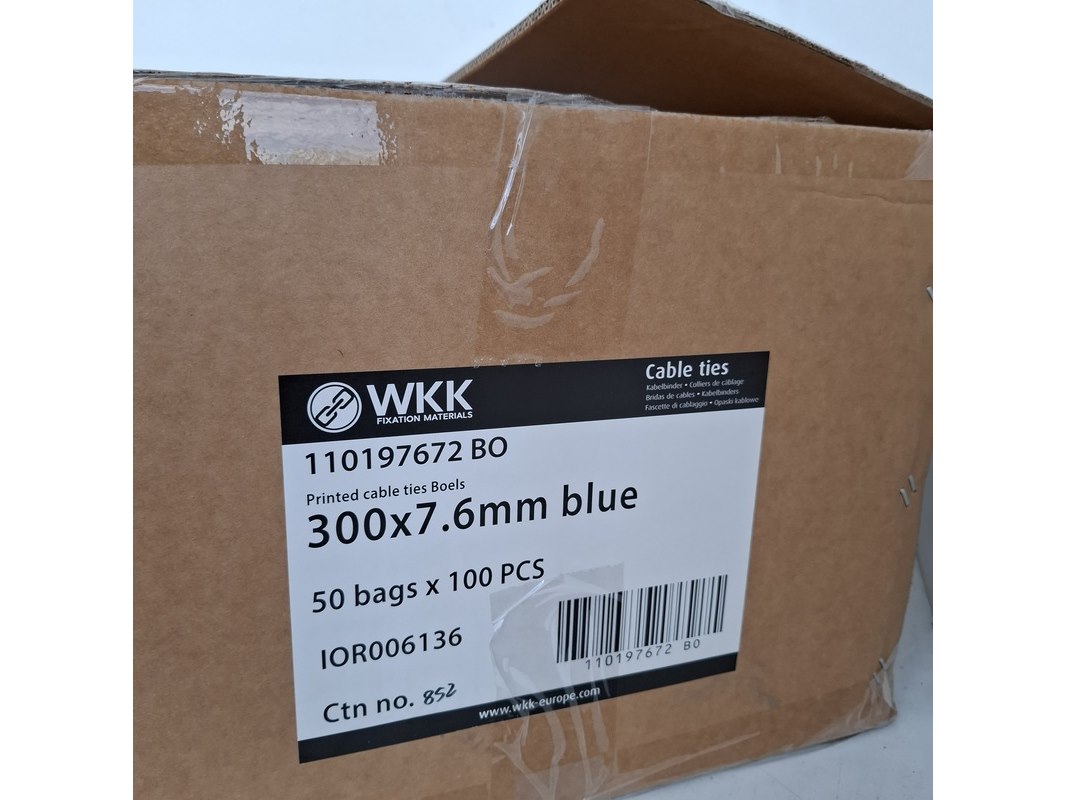 WKK
FIXATION MATERIALS
Cable ties
Kabelbinder • Colliers de câblage
Bridas de cables • Kabelbinders
Fascette di cablaggio • Opaski kablowe
110197672 BO
Printed cable ties Boels
300x7.6mm blue
50 bags x 100 PCS
IOR006136
110197672 BO
Ctn no. 852
www.wkk-europe.com